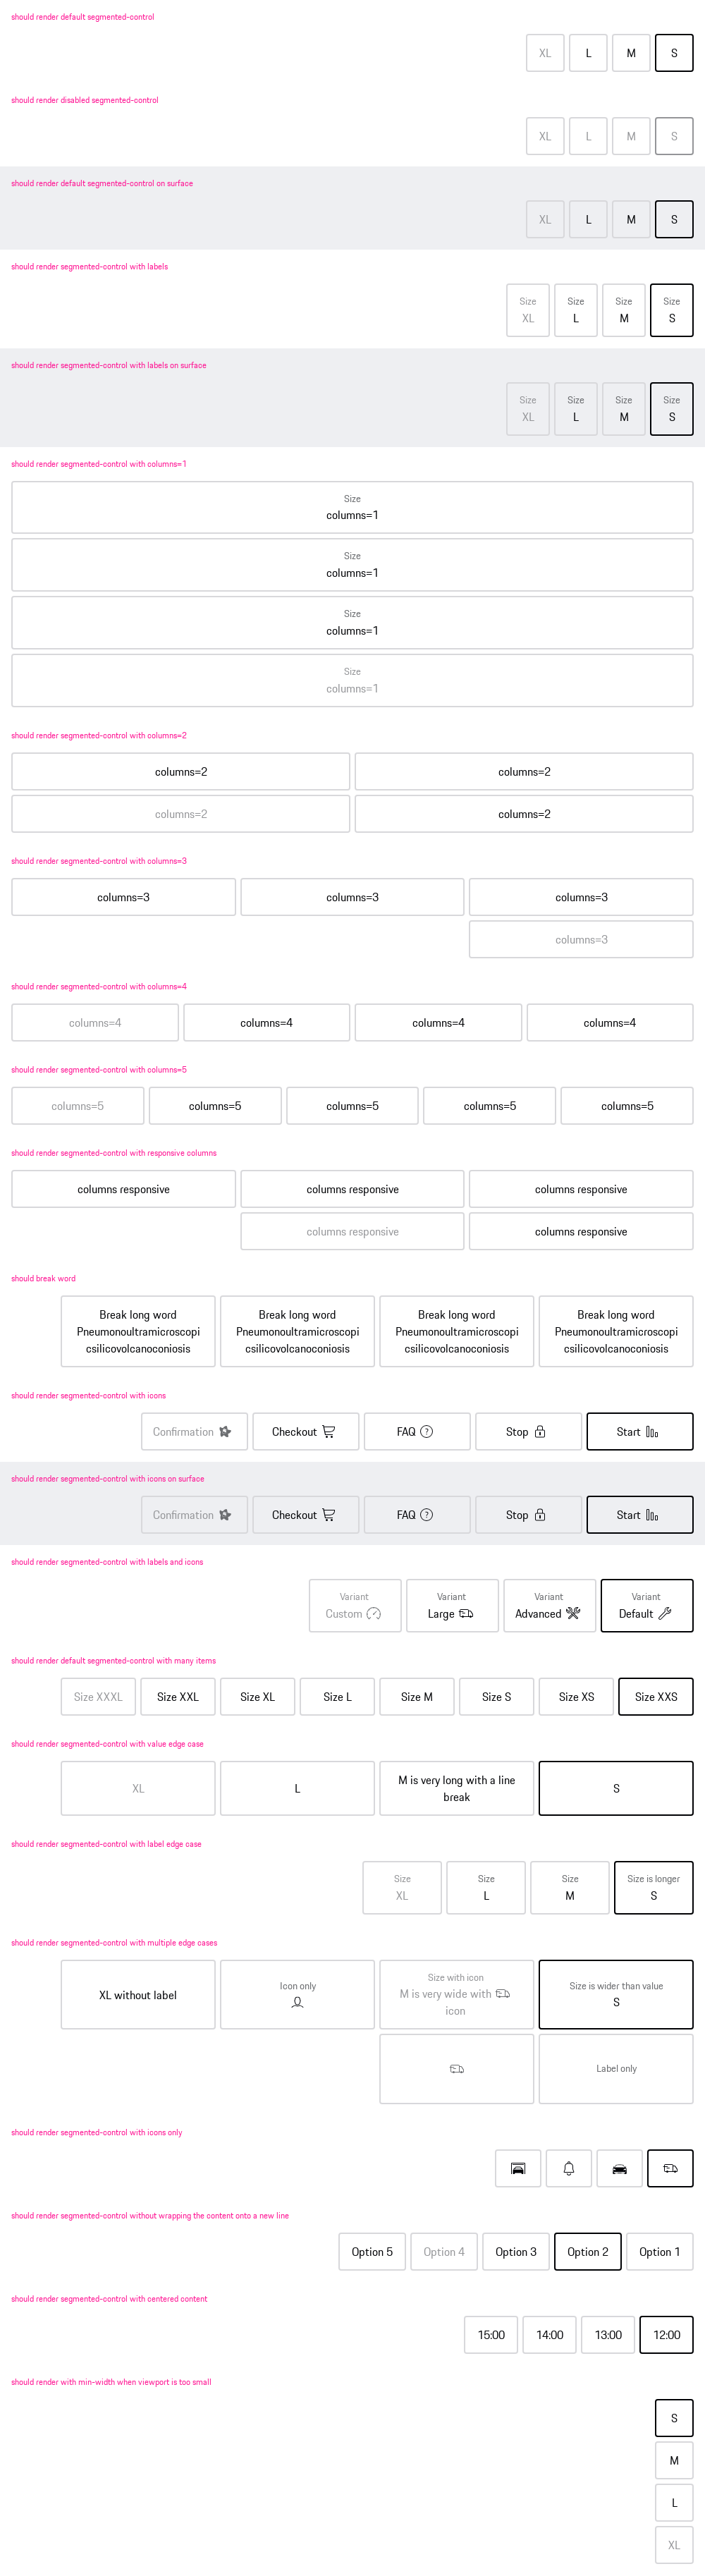 should render default segmented-control
XL L M S
should render disabled segmented-control
XL L M S
should render default segmented-control on surface
XL L M S
should render segmented-control with labels
Size Size Size Size
XL L M S
should render segmented-control with labels on surface
Size Size Size Size
XL L M S
should render segmented-control with columns=1
Size
columns=1
Size
columns=1
Size
columns=1
Size
columns=1
should render segmented-control with columns=2
columns=2 columns=2
columns=2 columns=2
should render segmented-control with columns=3
columns=3 columns=3 columns=3
columns=3
should render segmented-control with columns=4
columns=4 columns=4 columns=4 columns=4
should render segmented-control with columns=5
columns=5 columns=5 columns=5 columns=5 columns=5
should render segmented-control with responsive columns
columns responsive columns responsive columns responsive
columns responsive columns responsive
should break word
Break long word Break long word Break long word Break long word
Pneumonoultramicroscopi Pneumonoultramicroscopi Pneumonoultramicroscopi Pneumonoultramicroscopi
csilicovolcanoconiosis csilicovolcanoconiosis csilicovolcanoconiosis csilicovolcanoconiosis
should render segmented-control with icons
Confirmation Checkout FAQ Stop Start
should render segmented-control with icons on surface
Confirmation Checkout FAQ Stop Start
should render segmented-control with labels and icons
Variant Variant Variant Variant
Custom Large Advanced Default
should render default segmented-control with many items
Size XXXL Size XXL Size XL Size L Size M Size S Size XS Size XXS
should render segmented-control with value edge case
XL L M is very long with a line S
break
should render segmented-control with label edge case
Size Size Size Size is longer
XL L M S
should render segmented-control with multiple edge cases
XL without label Icon only Size with icon Size is wider than value
M is very wide with S
icon
Label only
should render segmented-control with icons only
should render segmented-control without wrapping the content onto a new line
Option 5 Option 4 Option 3 Option 2 Option 1
should render segmented-control with centered content
15:00 14:00 13:00 12:00
should render with min-width when viewport is too small
S
M
L
XL